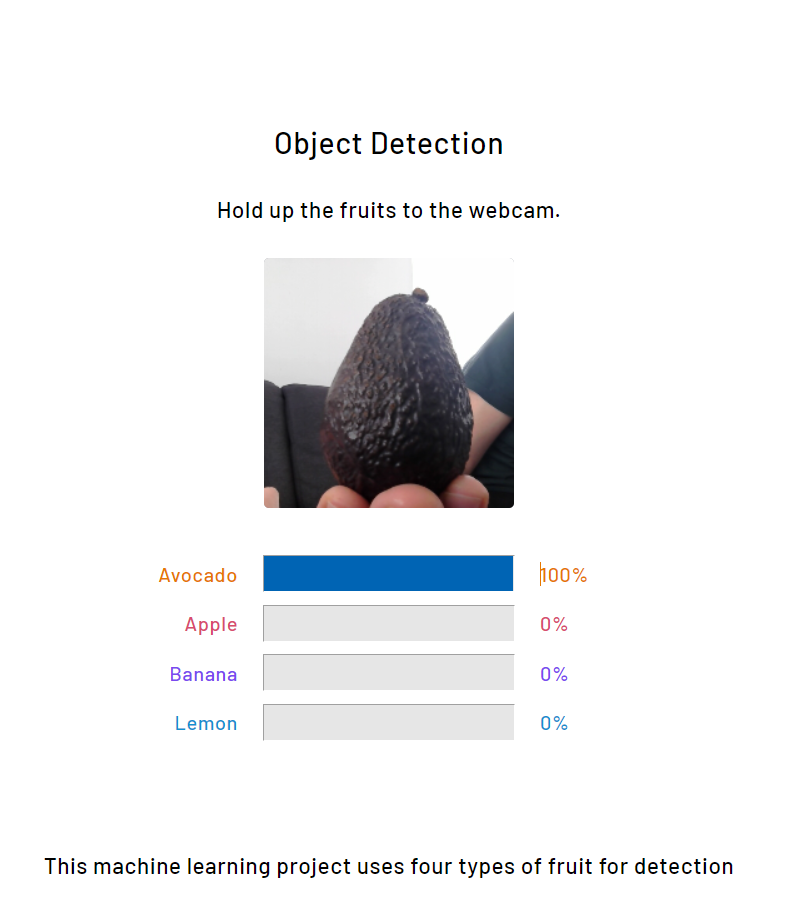 Object Detection
Hold up the fruits to the webcam.
Avocado 100%
Apple 0%
Banana 0%
Lemon 0%
This machine learning project uses four types of fruit for detection